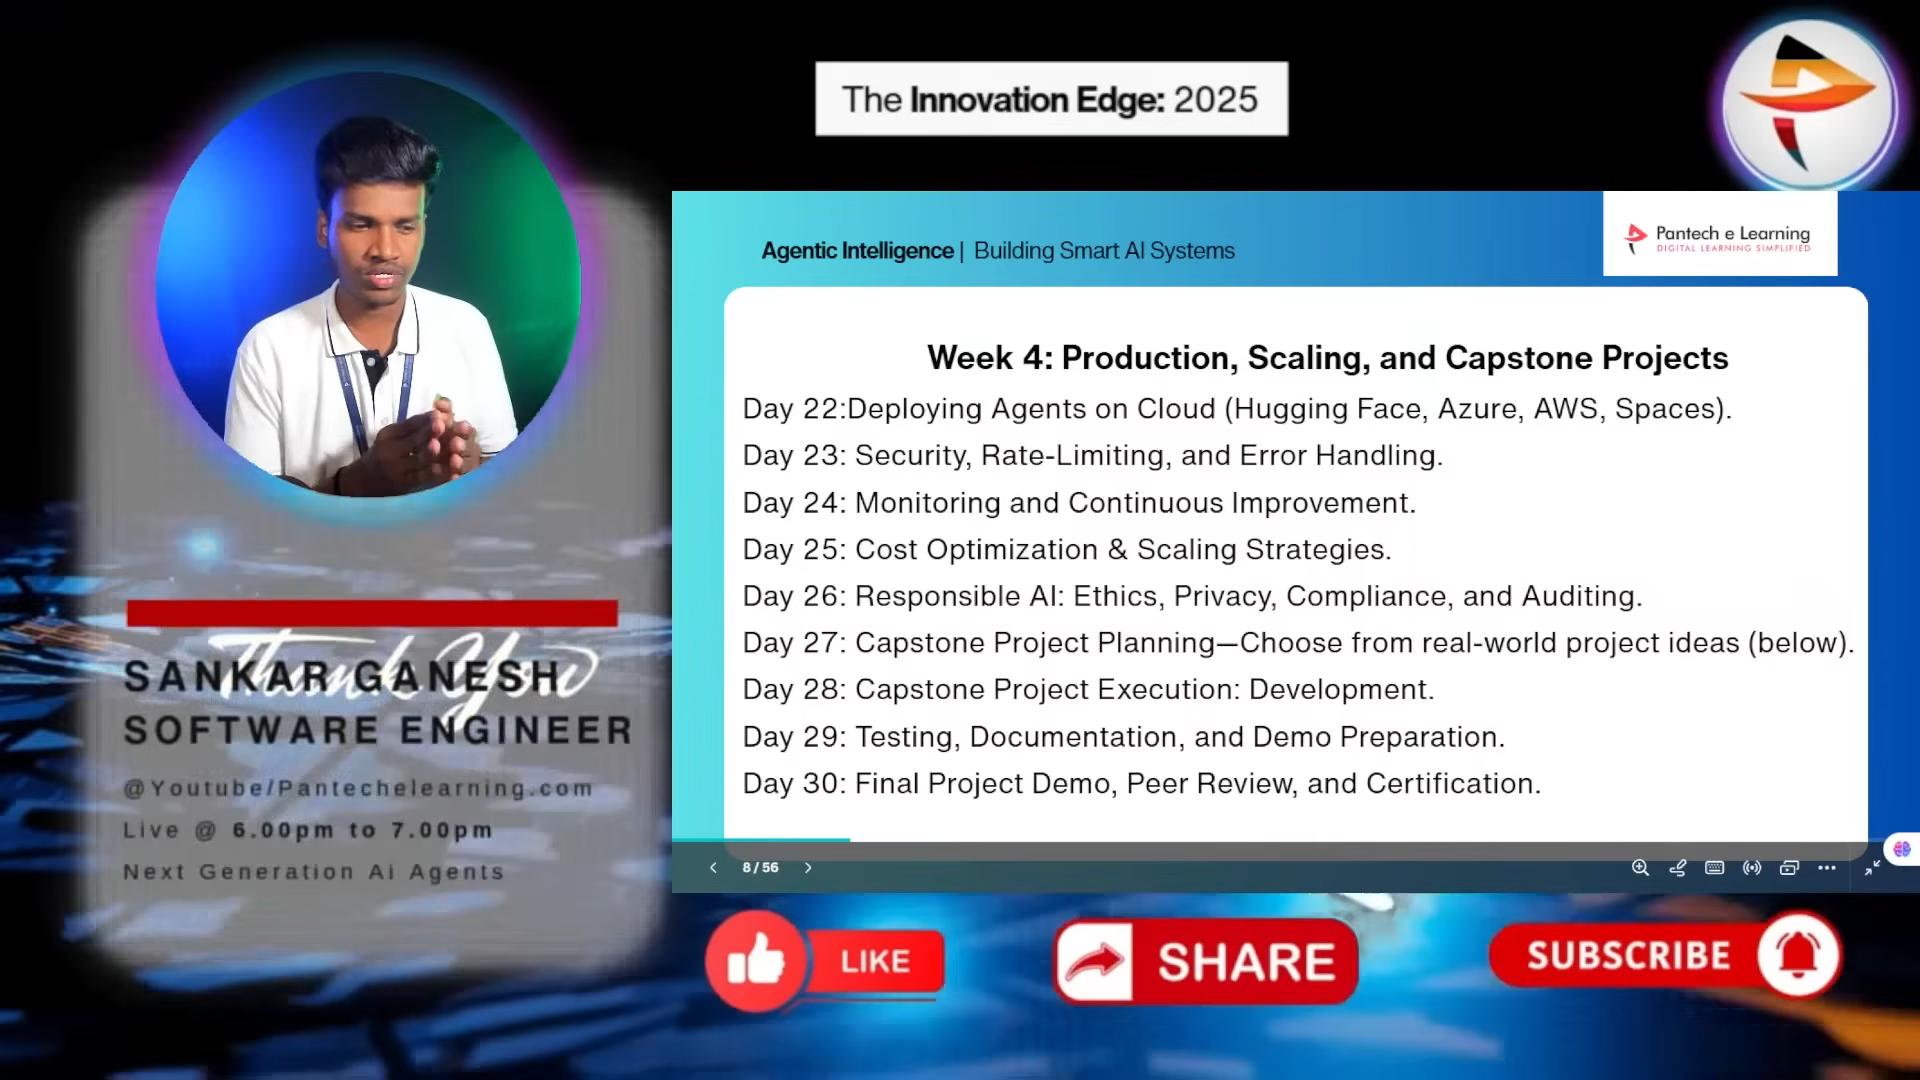 The Innovation Edge: 2025
Agentic Intelligence | Building Smart AI Systems
Pantech e Learning
DIGITAL LEARNING SIMPLIFIED
Week 4: Production, Scaling, and Capstone Projects
Day 22:Deploying Agents on Cloud (Hugging Face, Azure, AWS, Spaces).
Day 23: Security, Rate-Limiting, and Error Handling.
Day 24: Monitoring and Continuous Improvement.
Day 25: Cost Optimization & Scaling Strategies.
Day 26: Responsible AI: Ethics, Privacy, Compliance, and Auditing.
Day 27: Capstone Project Planning—Choose from real-world project ideas (below).
Day 28: Capstone Project Execution: Development.
Day 29: Testing, Documentation, and Demo Preparation.
Day 30: Final Project Demo, Peer Review, and Certification.
8 / 56
Thank You
SANKAR GANESH
SOFTWARE ENGINEER
@Youtube/Pantechelearning.com
Live @ 6.00pm to 7.00pm
Next Generation Ai Agents
LIKE
SHARE
SUBSCRIBE